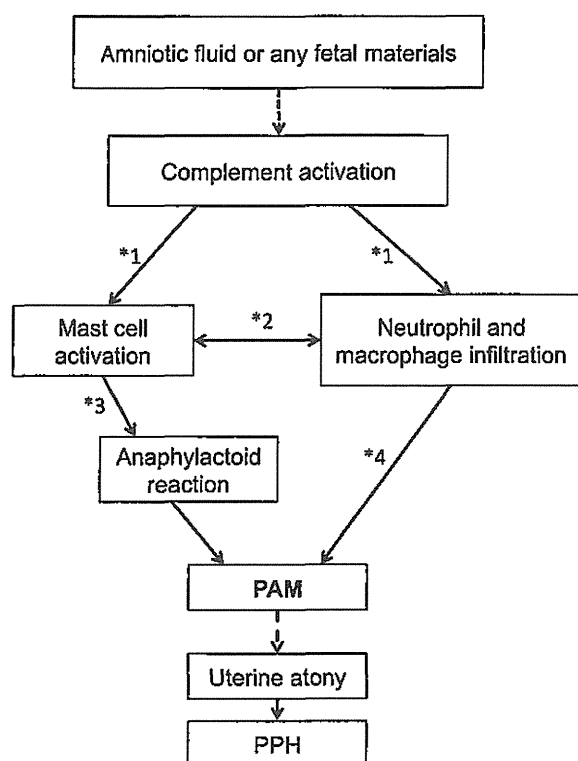 Amniotic fluid or any fetal materials
Complement activation
*1
*1
Mast cell
activation
*2
Neutrophil and
macrophage infiltration
*3
Anaphylactoid
reaction
*4
PAM
Uterine atony
PPH